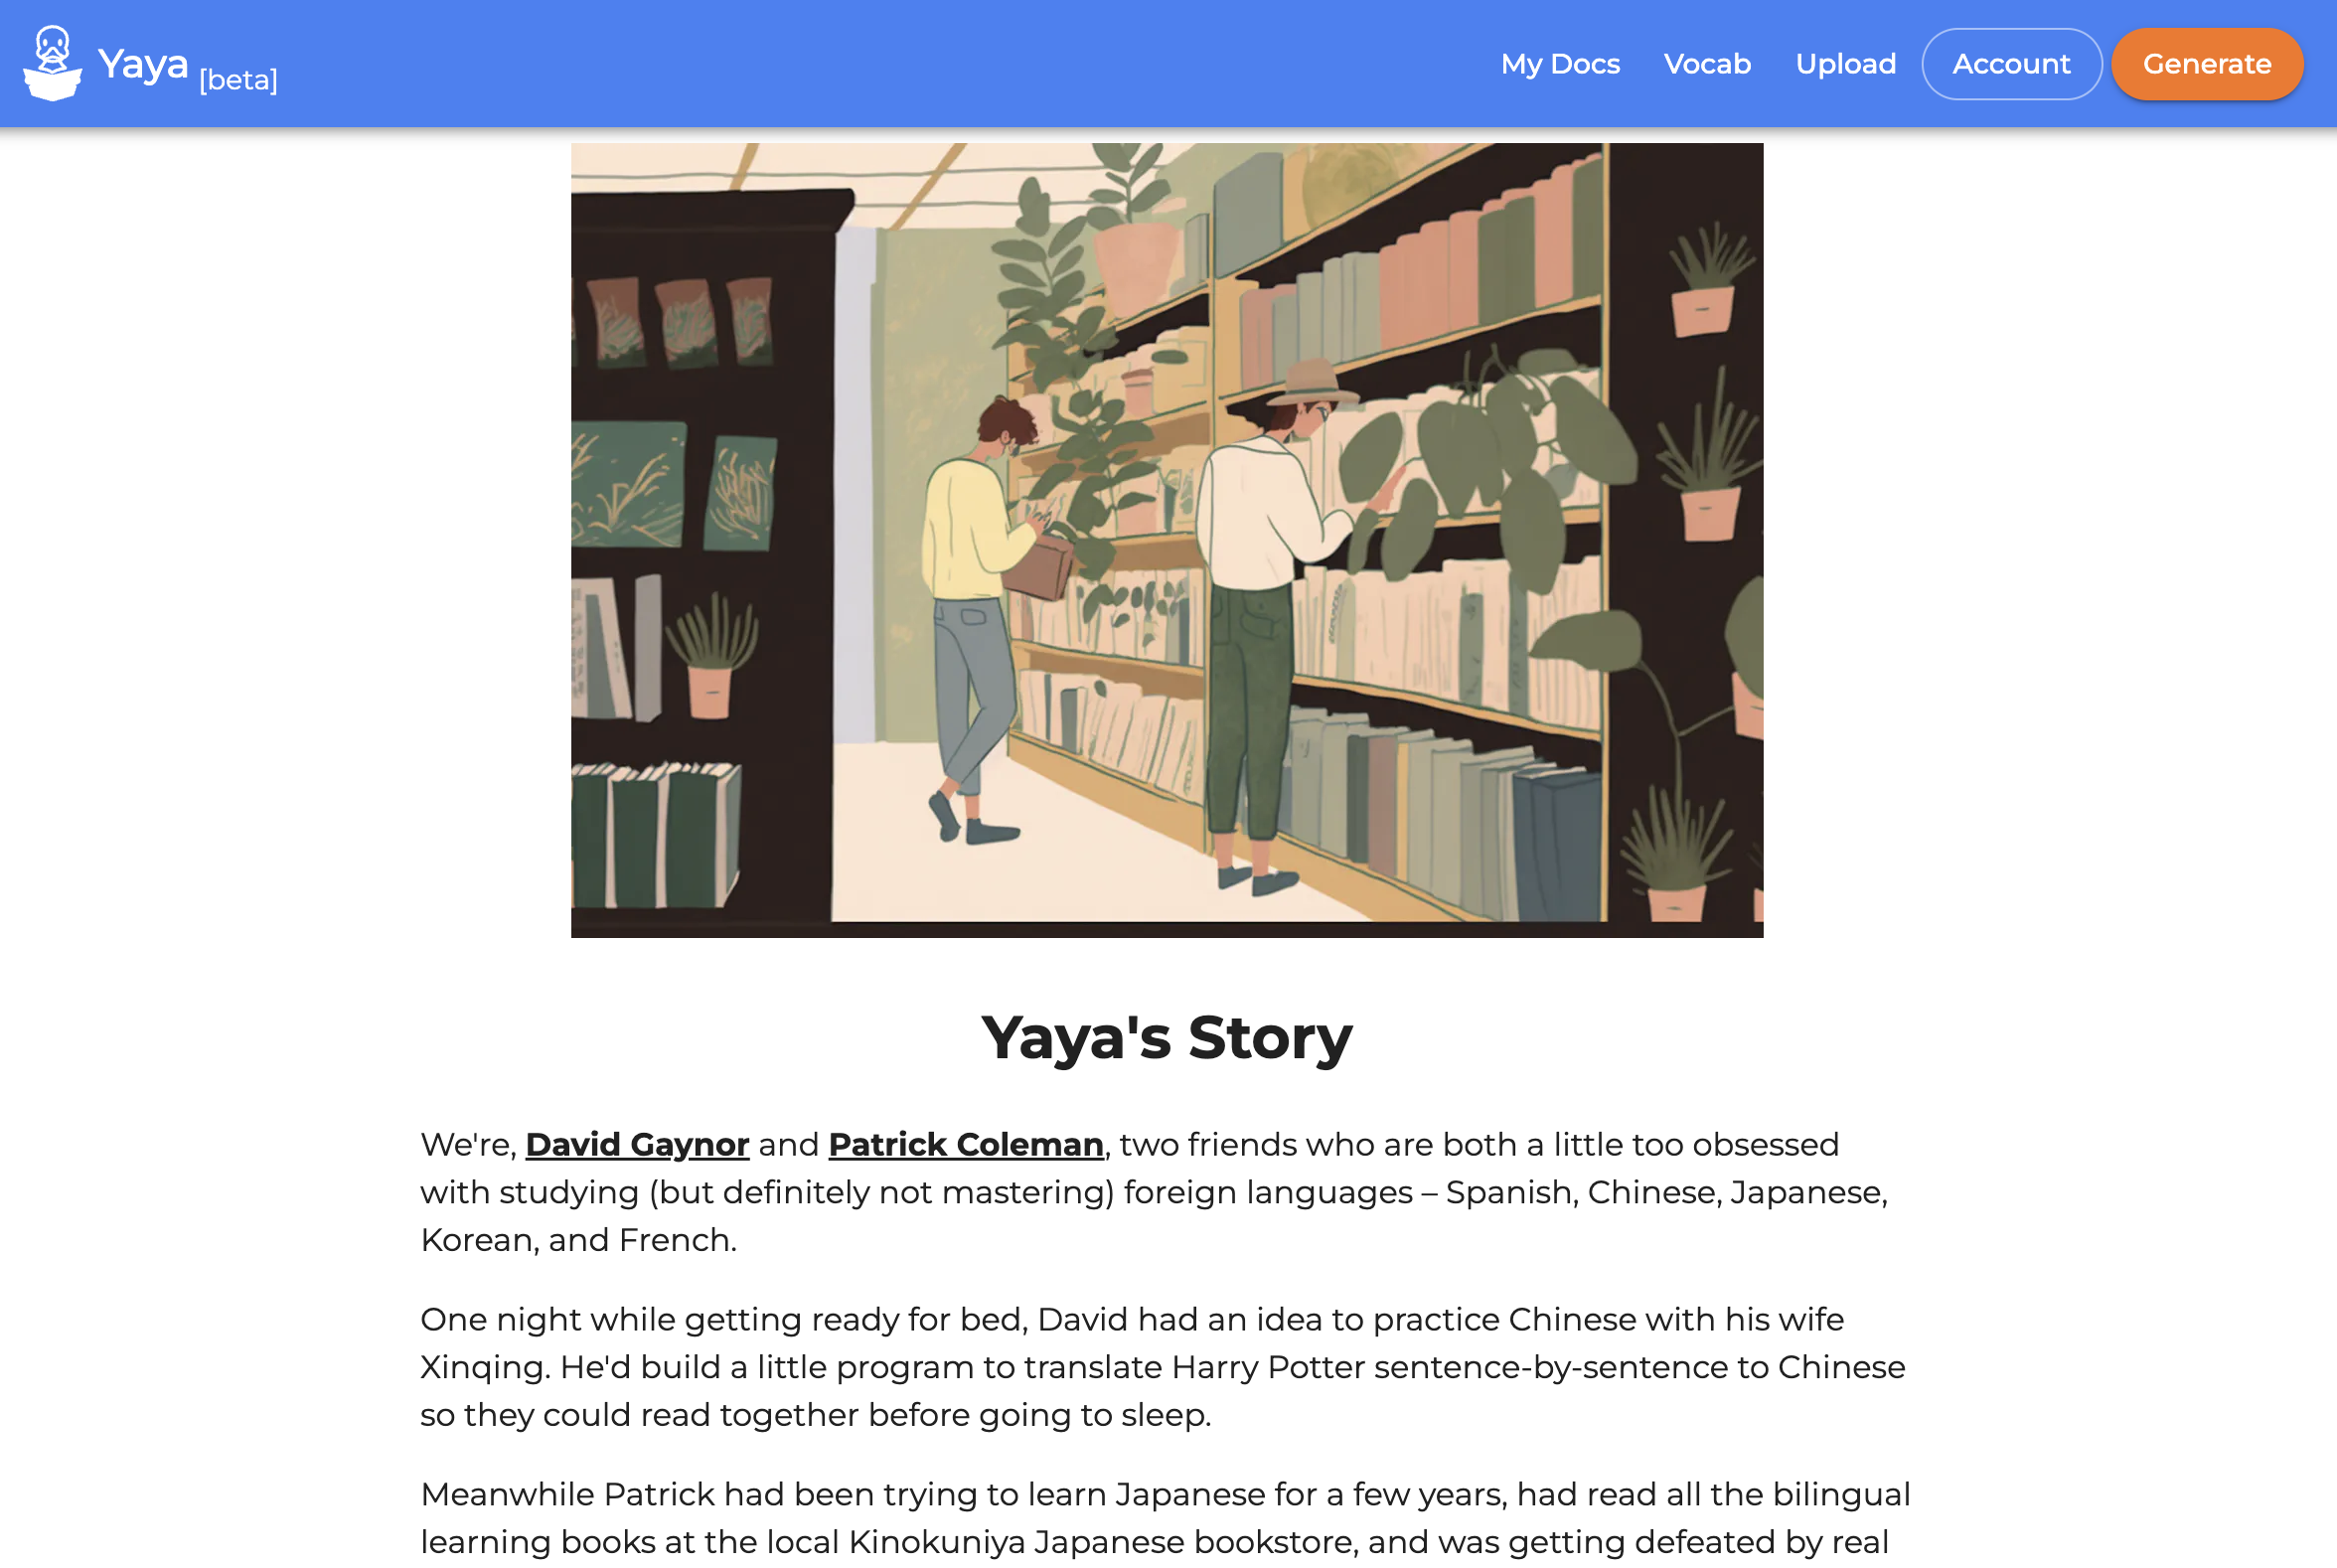 Yaya [beta]
My Docs Vocab Upload Account Generate
Yaya's Story
We're, David Gaynor and Patrick Coleman, two friends who are both a little too obsessed
with studying (but definitely not mastering) foreign languages – Spanish, Chinese, Japanese,
Korean, and French.
One night while getting ready for bed, David had an idea to practice Chinese with his wife
Xinqing. He'd build a little program to translate Harry Potter sentence-by-sentence to Chinese
so they could read together before going to sleep.
Meanwhile Patrick had been trying to learn Japanese for a few years, had read all the bilingual
learning books at the local Kinokuniya Japanese bookstore, and was getting defeated by real